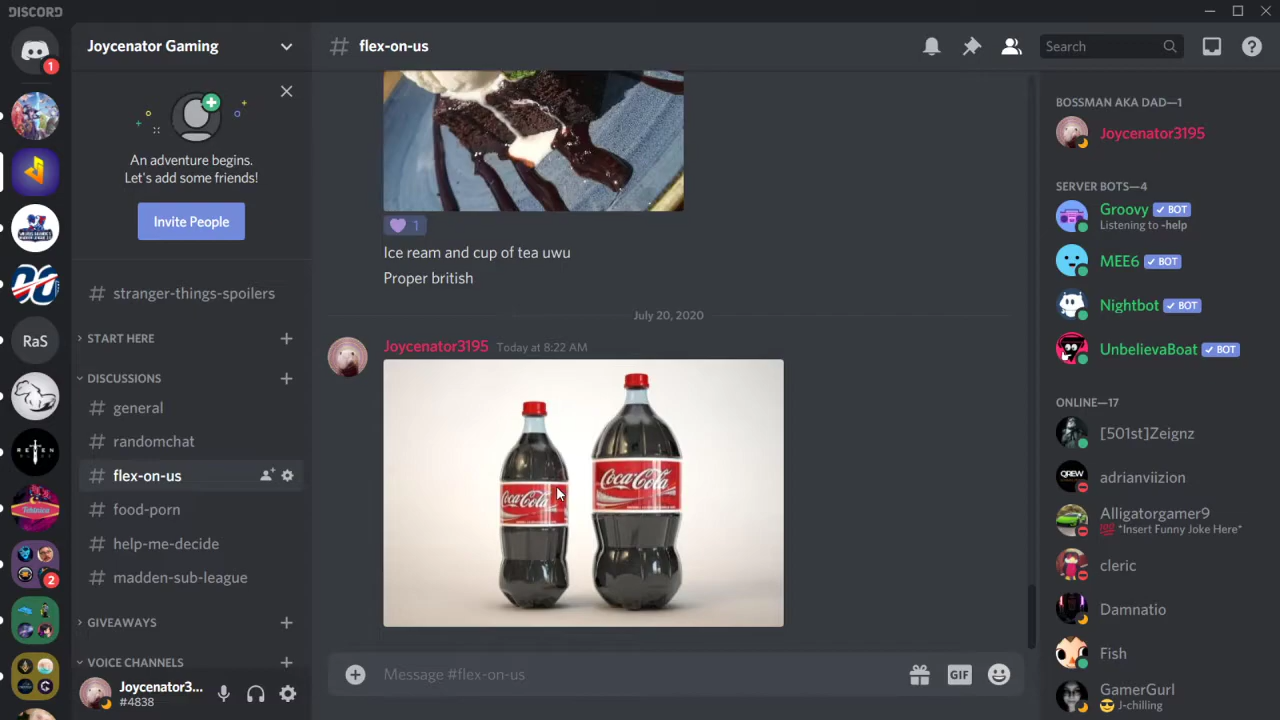 DISCORD
1
Joycenator Gaming
An adventure begins.
Let's add some friends!
Invite People
# stranger-things-spoilers
START HERE
DISCUSSIONS
# general
# randomchat
# flex-on-us
# food-porn
# help-me-decide
# madden-sub-league
GIVEAWAYS
VOICE CHANNELS
Joycenator3...
#4838
RaS
2
# flex-on-us
Search
1
Ice ream and cup of tea uwu
Proper british
July 20, 2020
Joycenator3195 Today at 8:22 AM
Coca-Cola
Coca-Cola
Message #flex-on-us
GIF
BOSSMAN AKA DAD—1
Joycenator3195
SERVER BOTS—4
Groovy ✓ BOT
Listening to -help
MEE6 ✓ BOT
Nightbot ✓ BOT
UnbelievaBoat ✓ BOT
ONLINE—17
[501st]Zeignz
adrianviizion
Alligatorgamer9
💯 *Insert Funny Joke Here*
cleric
Damnatio
Fish
GamerGurl
😎 J-chilling